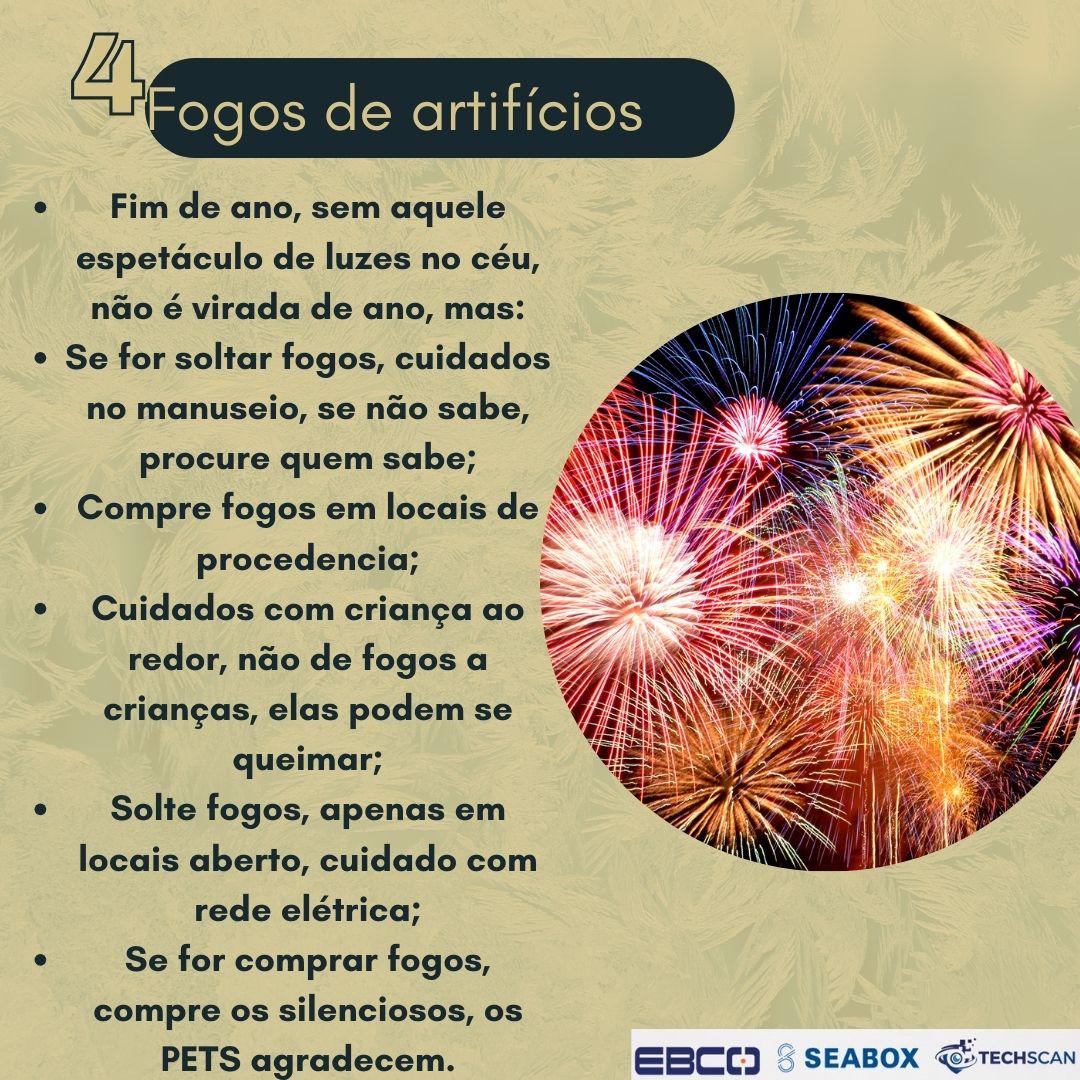 4
Fogos de artifícios
• Fim de ano, sem aquele
espetáculo de luzes no céu,
não é virada de ano, mas:
• Se for soltar fogos, cuidados
no manuseio, se não sabe,
procure quem sabe;
• Compre fogos em locais de
procedencia;
• Cuidados com criança ao
redor, não de fogos a
crianças, elas podem se
queimar;
• Solte fogos, apenas em
locais aberto, cuidado com
rede elétrica;
• Se for comprar fogos,
compre os silenciosos, os
PETS agradecem.
EBCO SEABOX TECHSCAN